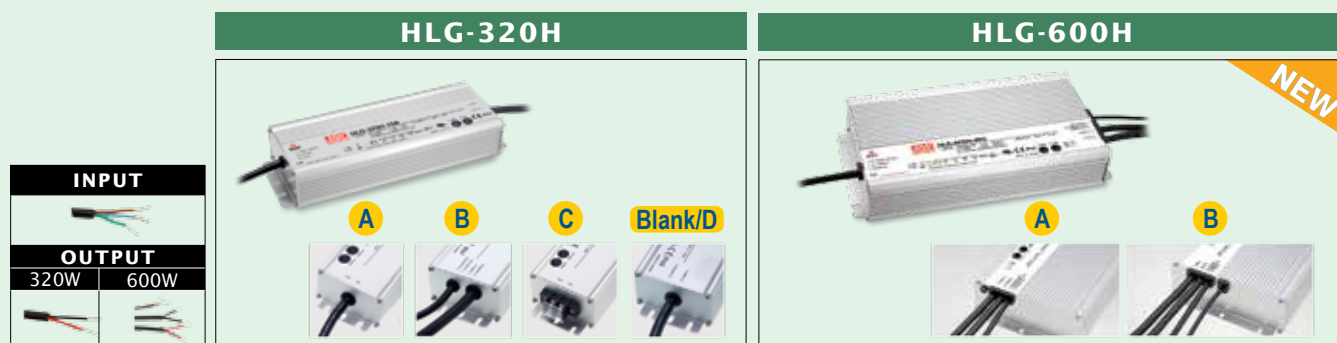 HLG-320H
HLG-600H
NEW
INPUT
OUTPUT
320W
600W
A
B
C
Blank/D
A
B